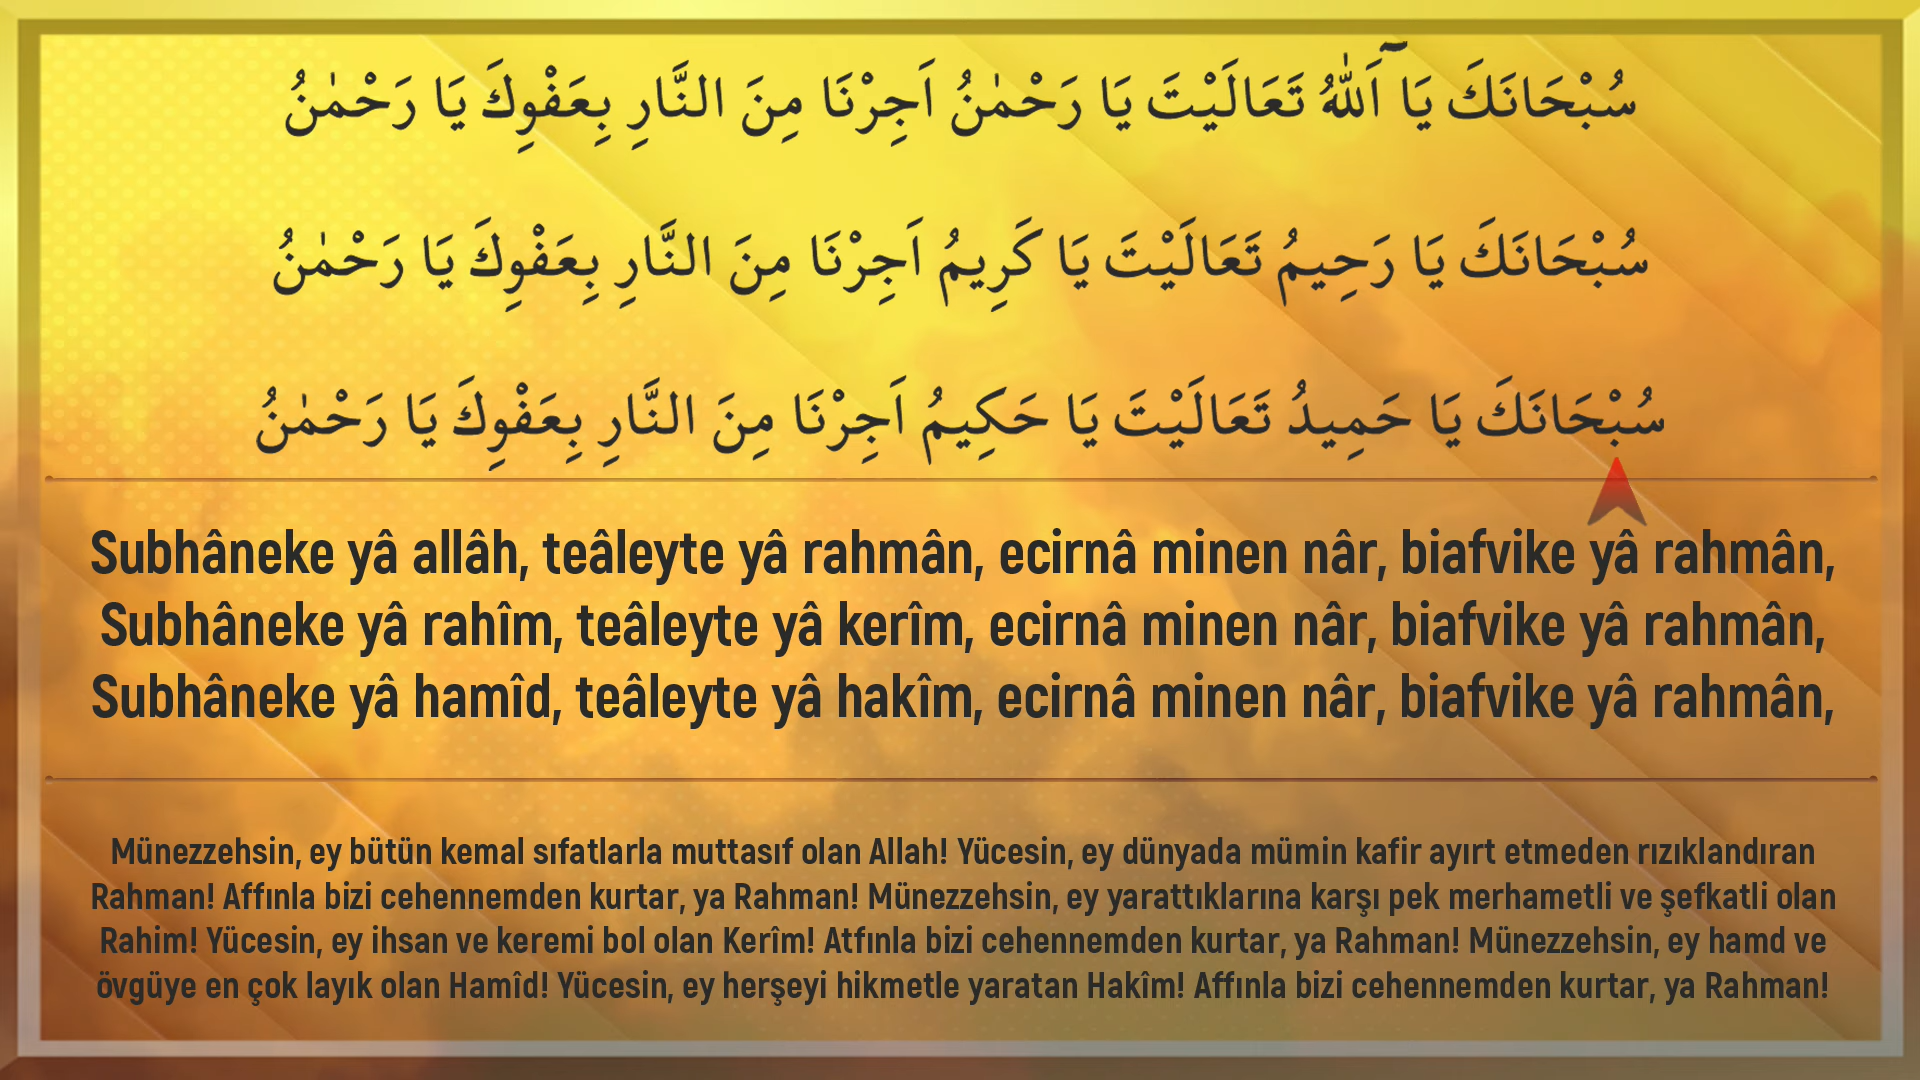 سُبْحَانَكَ يَٓا اَللّٰهُ تَعَالَيْتَ يَا رَحْمٰنُ اَجِرْنَا مِنَ النَّارِ بِعَفْوِكَ يَا رَحْمٰنُ
سُبْحَانَكَ يَا رَحِيمُ تَعَالَيْتَ يَا كَرِيمُ اَجِرْنَا مِنَ النَّارِ بِعَفْوِكَ يَا رَحْمٰنُ
سُبْحَانَكَ يَا حَمِيدُ تَعَالَيْتَ يَا حَكِيمُ اَجِرْنَا مِنَ النَّارِ بِعَفْوِكَ يَا رَحْمٰنُ
Subhâneke yâ allâh, teâleyte yâ rahmân, ecirnâ minen nâr, biafvike yâ rahmân,
Subhâneke yâ rahîm, teâleyte yâ kerîm, ecirnâ minen nâr, biafvike yâ rahmân,
Subhâneke yâ hamîd, teâleyte yâ hakîm, ecirnâ minen nâr, biafvike yâ rahmân,
Münezzehsin, ey bütün kemal sıfatlarla muttasıf olan Allah! Yücesin, ey dünyada mümin kafir ayırt etmeden rızıklandıran
Rahman! Affınla bizi cehennemden kurtar, ya Rahman! Münezzehsin, ey yarattıklarına karşı pek merhametli ve şefkatli olan
Rahim! Yücesin, ey ihsan ve keremi bol olan Kerîm! Atfınla bizi cehennemden kurtar, ya Rahman! Münezzehsin, ey hamd ve
övgüye en çok layık olan Hamîd! Yücesin, ey herşeyi hikmetle yaratan Hakîm! Affınla bizi cehennemden kurtar, ya Rahman!